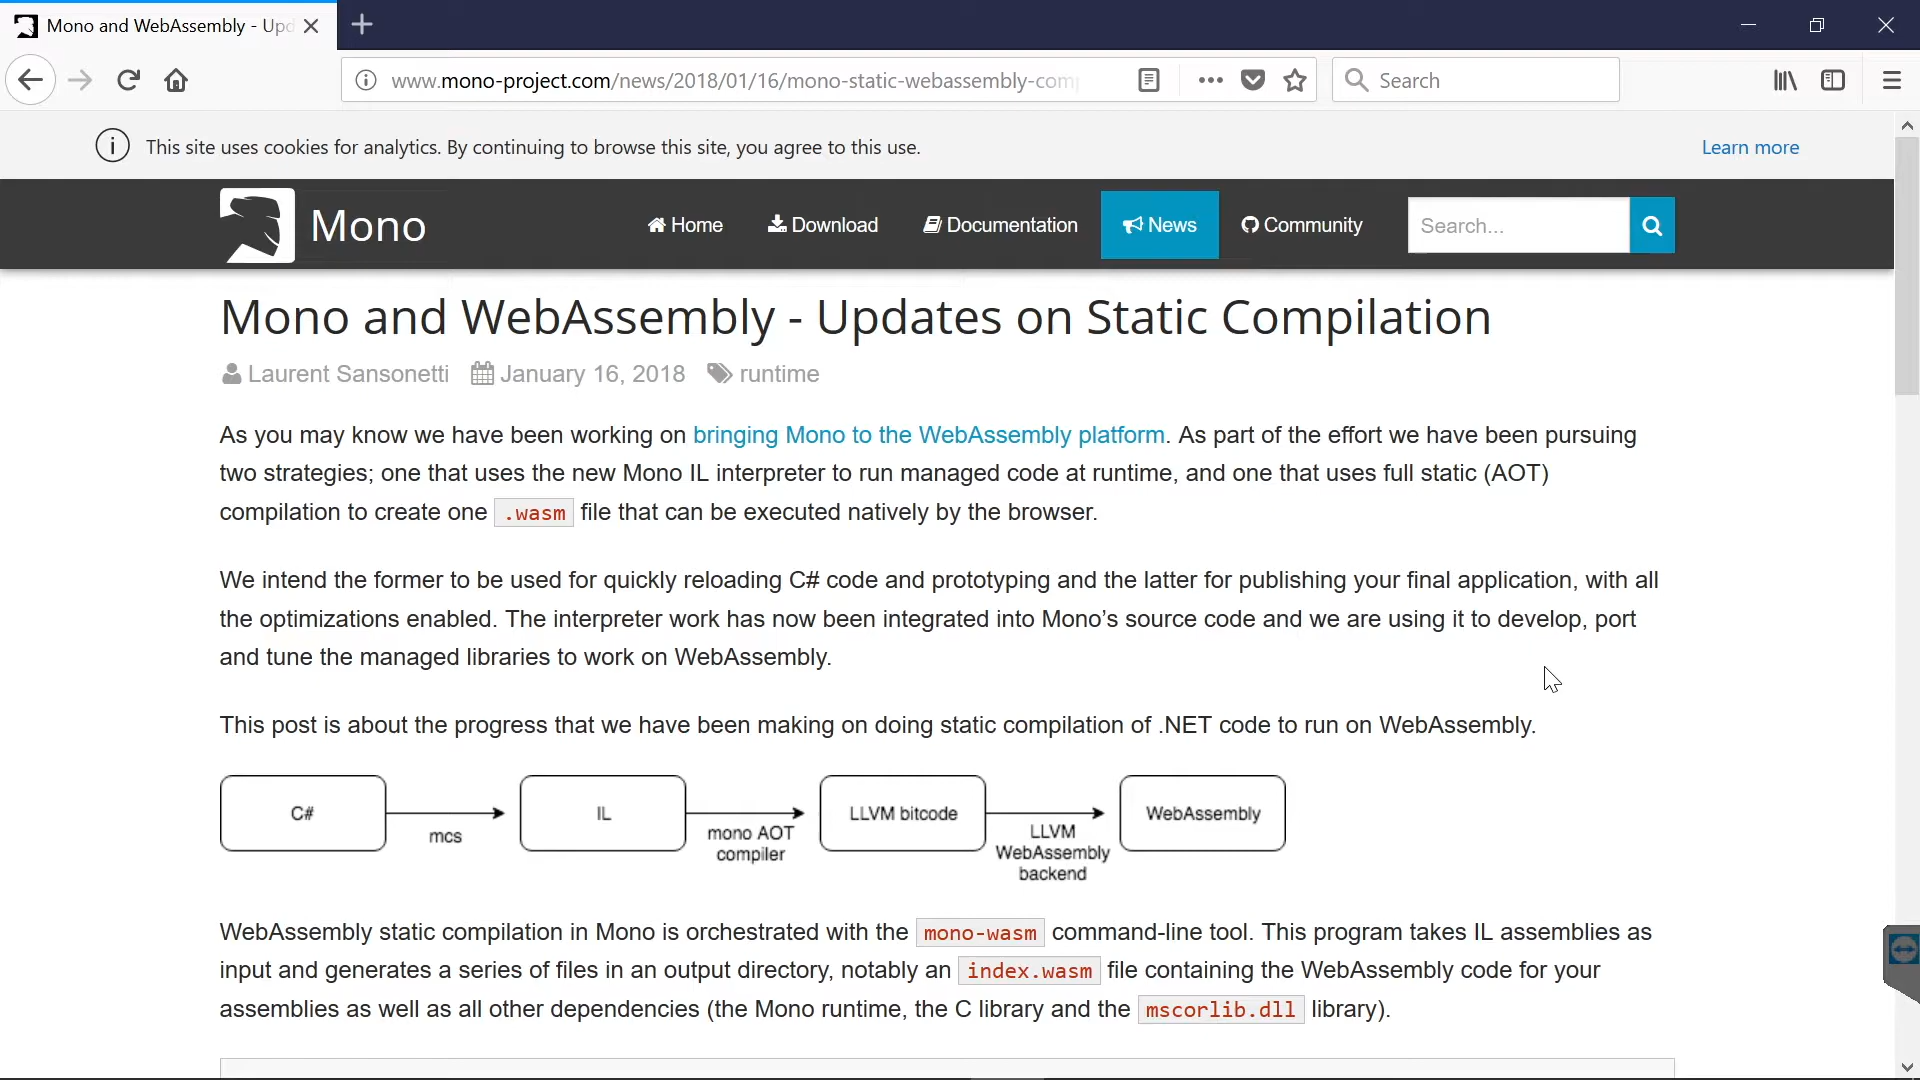 Mono and WebAssembly - Upd
www.mono-project.com/news/2018/01/16/mono-static-webassembly-com
Search
This site uses cookies for analytics. By continuing to browse this site, you agree to this use.
Learn more
Mono
Home
Download
Documentation
News
Community
Search...
Mono and WebAssembly - Updates on Static Compilation
Laurent Sansonetti January 16, 2018 runtime
As you may know we have been working on bringing Mono to the WebAssembly platform. As part of the effort we have been pursuing
two strategies; one that uses the new Mono IL interpreter to run managed code at runtime, and one that uses full static (AOT)
compilation to create one .wasm file that can be executed natively by the browser.
We intend the former to be used for quickly reloading C# code and prototyping and the latter for publishing your final application, with all
the optimizations enabled. The interpreter work has now been integrated into Mono’s source code and we are using it to develop, port
and tune the managed libraries to work on WebAssembly.
This post is about the progress that we have been making on doing static compilation of .NET code to run on WebAssembly.
C#
mcs
IL
mono AOT
compiler
LLVM bitcode
LLVM
WebAssembly
backend
WebAssembly
WebAssembly static compilation in Mono is orchestrated with the mono-wasm command-line tool. This program takes IL assemblies as
input and generates a series of files in an output directory, notably an index.wasm file containing the WebAssembly code for your
assemblies as well as all other dependencies (the Mono runtime, the C library and the mscorlib.dll library).